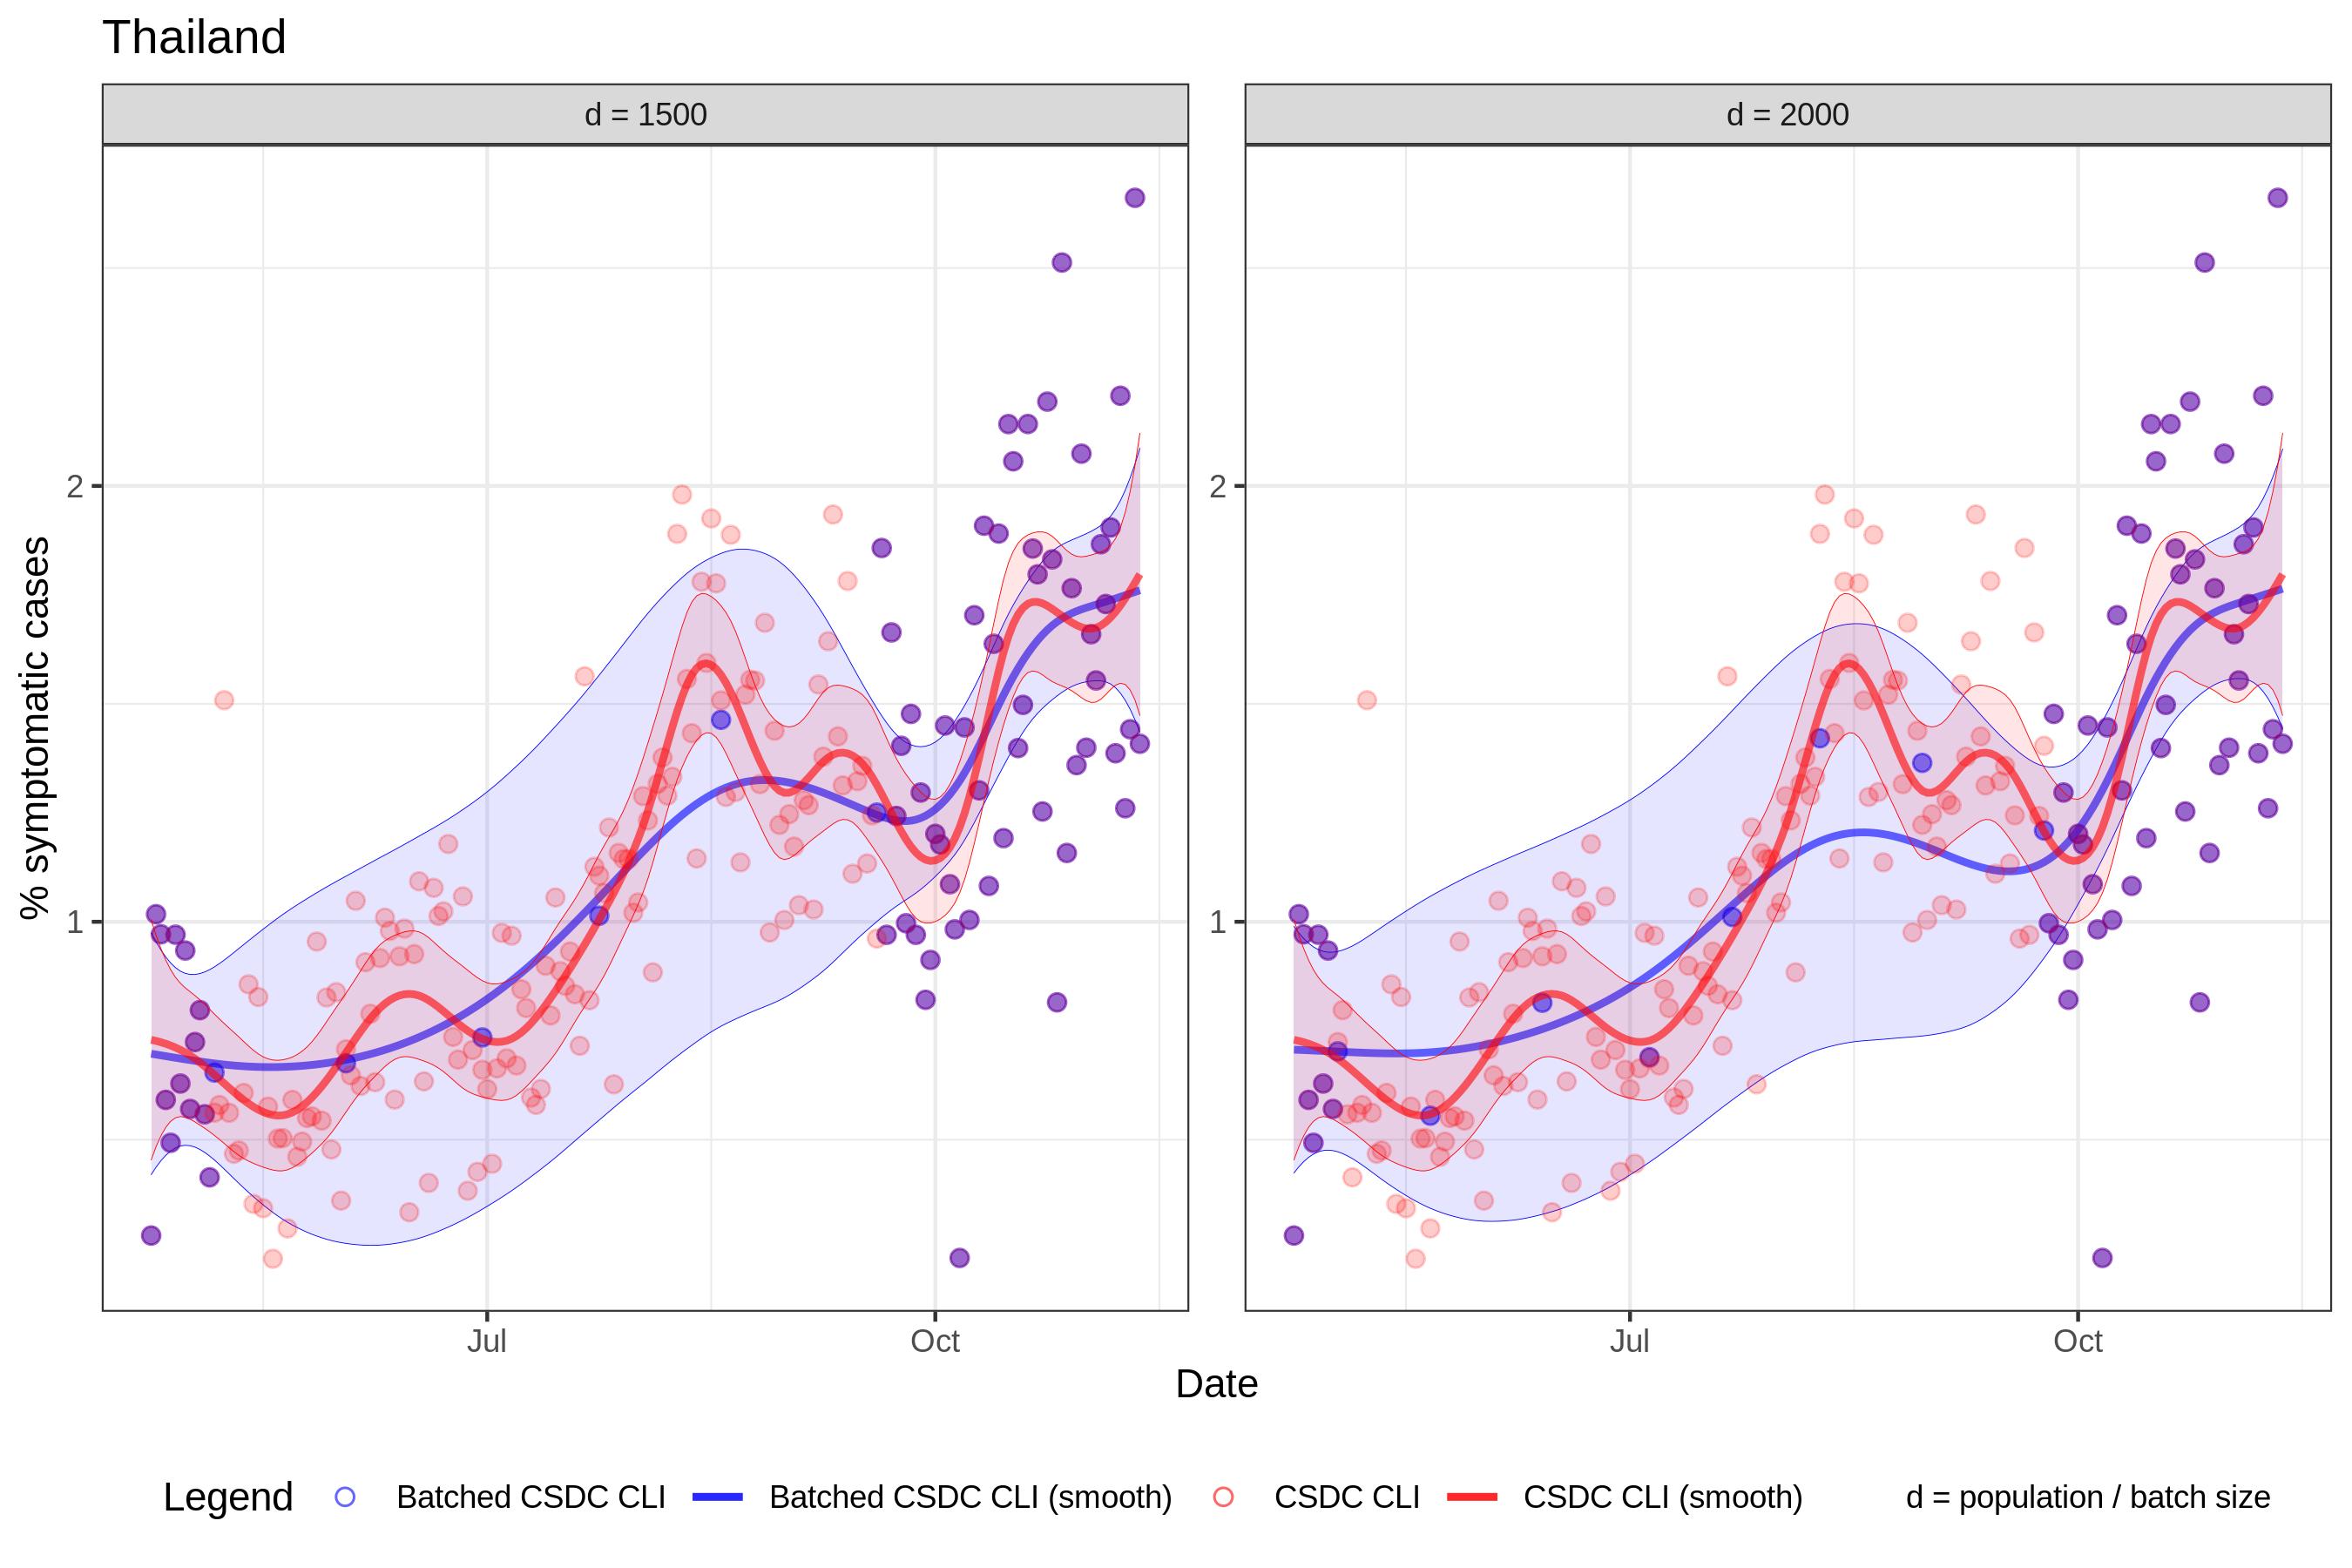 Thailand
d = 1500
d = 2000
% symptomatic cases
2
1
2
1
Jul
Oct
Jul
Oct
Date
Legend
Batched CSDC CLI
Batched CSDC CLI (smooth)
CSDC CLI
CSDC CLI (smooth)
d = population / batch size